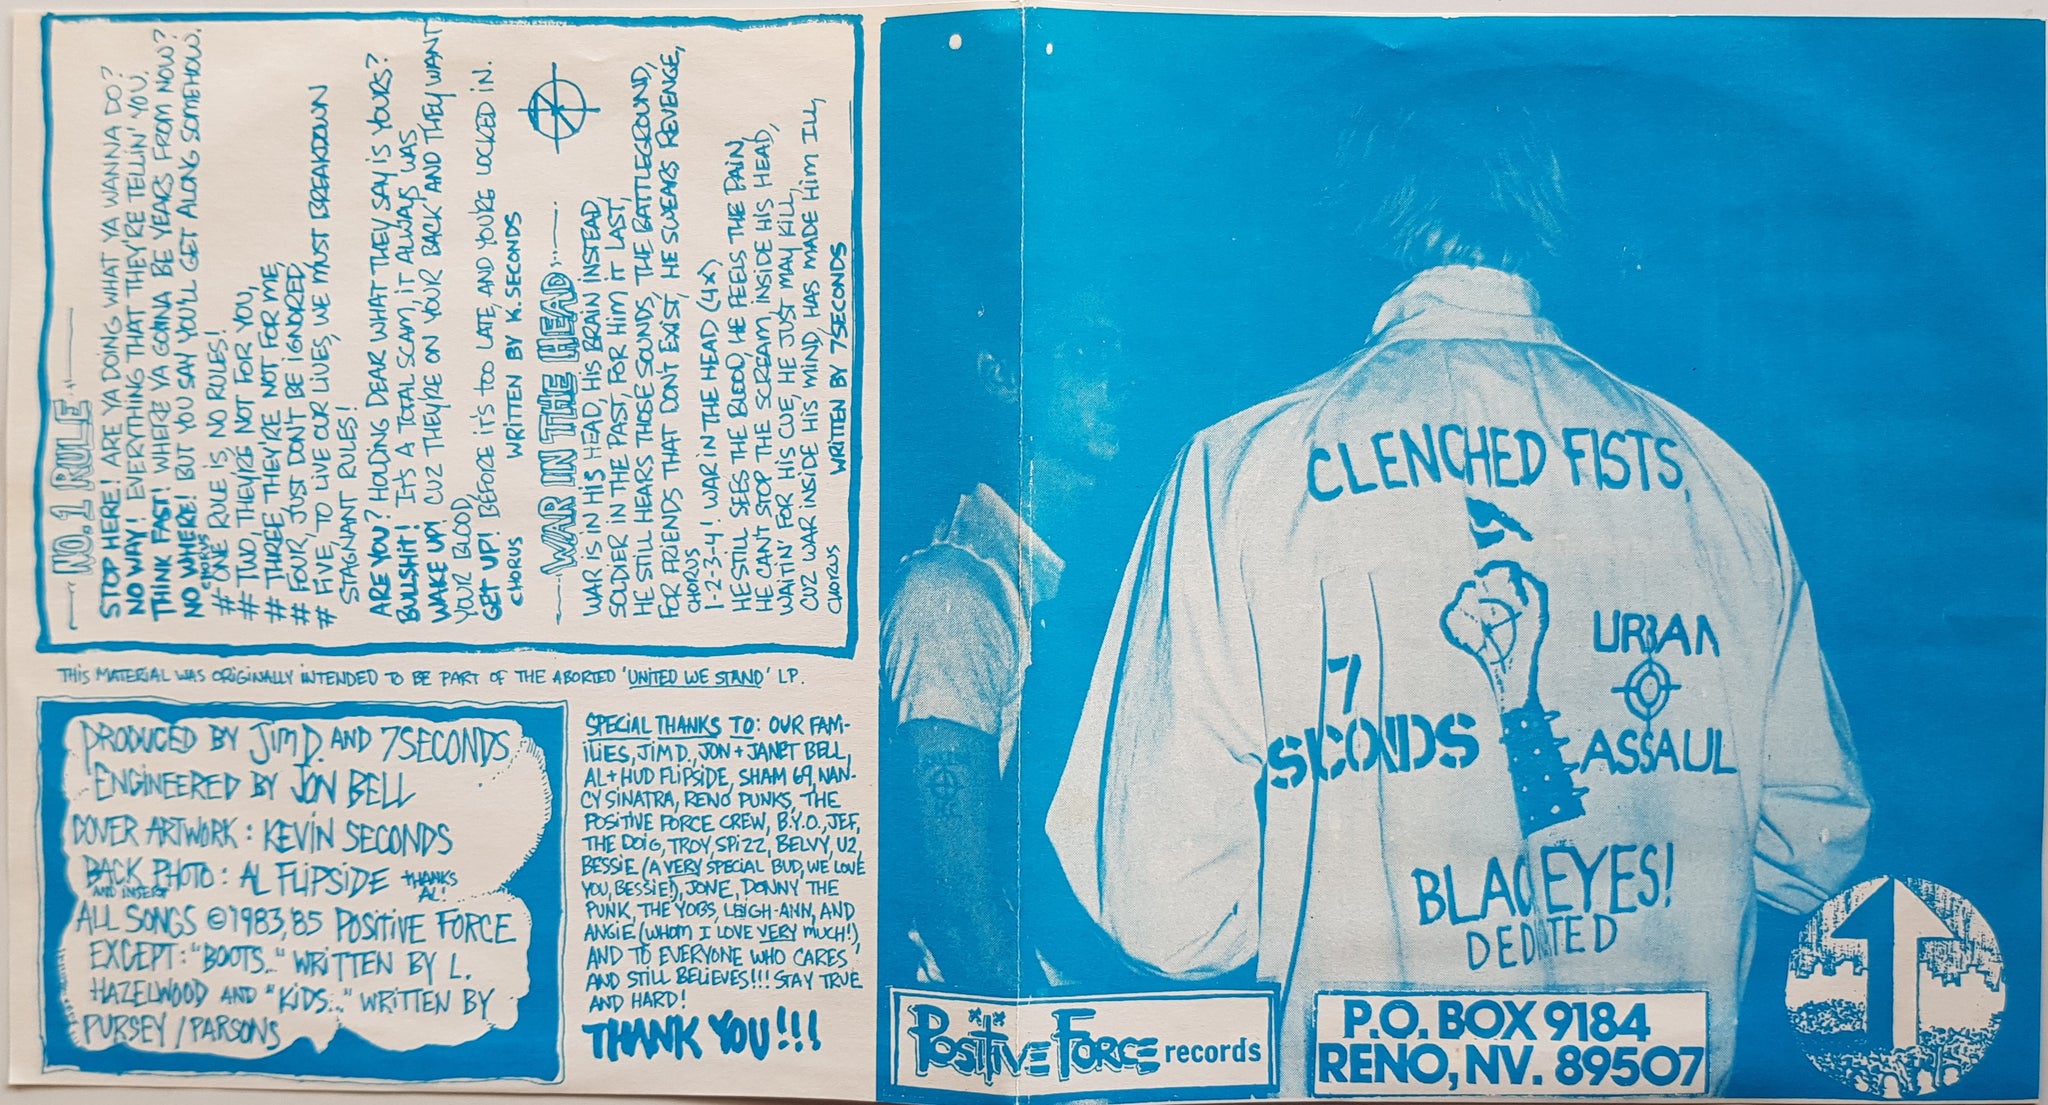 NO. 1 RULE
STOP HERE! ARE YA DOING WHAT YA WANNA DO?
NO WAY! EVERYTHING THAT THEY'RE TELLIN' YOU.
THINK FAST! WHERE YA GONNA BE YEARS FROM NOW?
NO WHERE! BUT YOU SAY YOU'LL GET ALONG SOMEHOW.
CHORUS
# ONE RULE IS, NO RULES!
# TWO, THEY'RE NOT FOR YOU,
# THREE, THEY'RE NOT FOR ME,
# FOUR, JUST DON'T BE IGNORED,
# FIVE, TO LIVE OUR LIVES, WE MUST BREAKDOWN
STAGNANT RULES!
ARE YOU? HOLDING DEAR WHAT THEY SAY IS YOURS?
BULLSHIT! IT'S A TOTAL SCAM, IT ALWAYS WAS
WAKE UP! CUZ THEY'RE ON YOUR BACK AND THEY WANT
YOUR BLOOD,
GET UP! BEFORE IT'S TOO LATE, AND YOU'RE LOCKED IN.
CHORUS WRITTEN BY K. SECONDS
WAR IN THE HEAD
WAR IS IN HIS HEAD, HIS BRAIN INSTEAD,
SOLDIER IN THE PAST, FOR HIM IT LAST,
HE STILL HEARS THOSE SOUNDS, THE BATTLEGROUND,
FOR FRIENDS THAT DON'T EXIST, HE SWEARS REVENGE,
CHORUS
1-2-3-4! WAR IN THE HEAD (4X)
HE STILL SEES THE BLOOD, HE FEELS THE PAIN,
HE CAN'T STOP THE SCREAM, INSIDE HIS HEAD,
WAITIN' FOR HIS CUE, HE JUST MAY KILL,
CUZ WAR INSIDE HIS MIND, HAS MADE HIM ILL,
CHORUS WRITTEN BY 7SECONDS
THIS MATERIAL WAS ORIGINALLY INTENDED TO BE PART OF THE ABORTED 'UNITED WE STAND' LP.
PRODUCED BY JIM D. AND 7SECONDS
ENGINEERED BY JON BELL
COVER ARTWORK: KEVIN SECONDS
BACK PHOTO: AL FLIPSIDE THANKS AL!
AND INSERT
ALL SONGS © 1983, '85 POSITIVE FORCE
EXCEPT: "BOOTS.." WRITTEN BY L.
HAZELWOOD AND "KIDS..." WRITTEN BY
PURSEY/PARSONS
SPECIAL THANKS TO: OUR FAM-
ILIES, JIM D., JON + JANET BELL,
AL + HUD FLIPSIDE, SHAM 69, NAN-
CY SINATRA, RENO PUNKS, THE
POSITIVE FORCE CREW, B.Y.O., JEF,
THE DOIG, TROY, SPIZZ, BELVY, U2,
BESSIE (A VERY SPECIAL BUD, WE LOVE
YOU, BESSIE!), JONE, DONNY THE
PUNK, THE YOBS, LEIGH-ANN, AND
ANGIE (WHOM I LOVE VERY MUCH!),
AND TO EVERYONE WHO CARES
AND STILL BELIEVES!!! STAY TRUE
AND HARD!
THANK YOU!!!
CLENCHED FISTS,
7
SECONDS
URBAN
ASSAUL
BLAC EYES!
DEDICATED
POSITIVE FORCE records
P.O. BOX 9184
RENO, NV. 89507